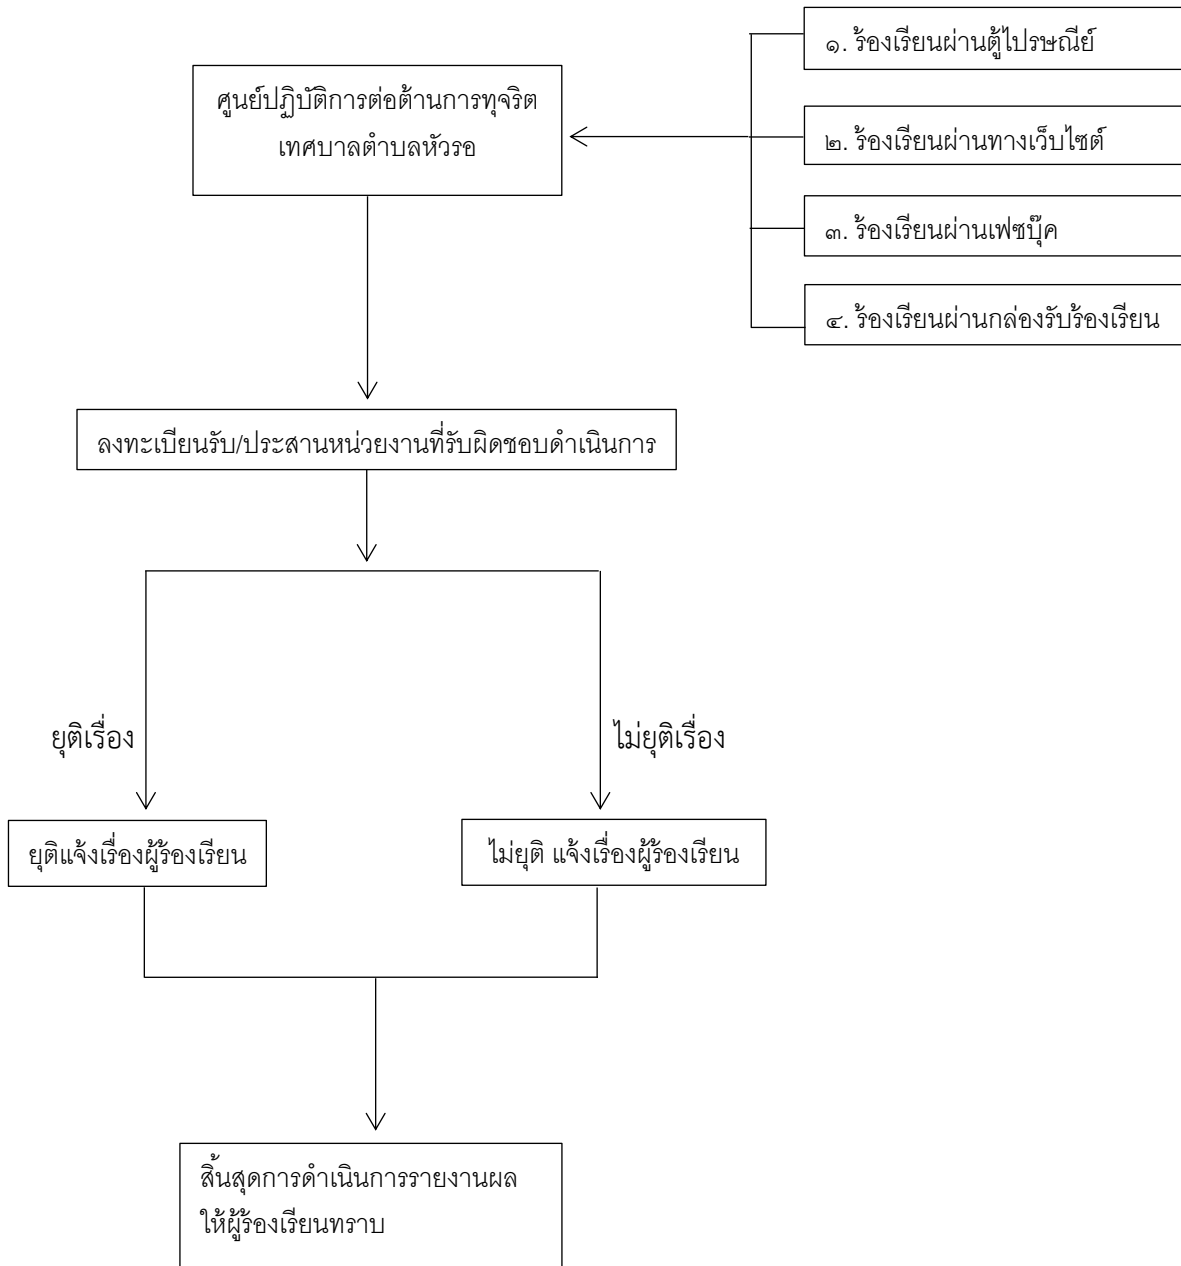 ๑. ร้องเรียนผ่านตู้ไปรษณีย์
ศูนย์ปฏิบัติการต่อต้านการทุจริต
เทศบาลตำบลหัวรอ
๒. ร้องเรียนผ่านทางเว็บไซต์
๓. ร้องเรียนผ่านเฟซบุ๊ค
๔. ร้องเรียนผ่านกล่องรับร้องเรียน
ลงทะเบียนรับ/ประสานหน่วยงานที่รับผิดชอบดำเนินการ
ยุติเรื่อง
ไม่ยุติเรื่อง
ยุติแจ้งเรื่องผู้ร้องเรียน
ไม่ยุติ แจ้งเรื่องผู้ร้องเรียน
สิ้นสุดการดำเนินการรายงานผล
ให้ผู้ร้องเรียนทราบ